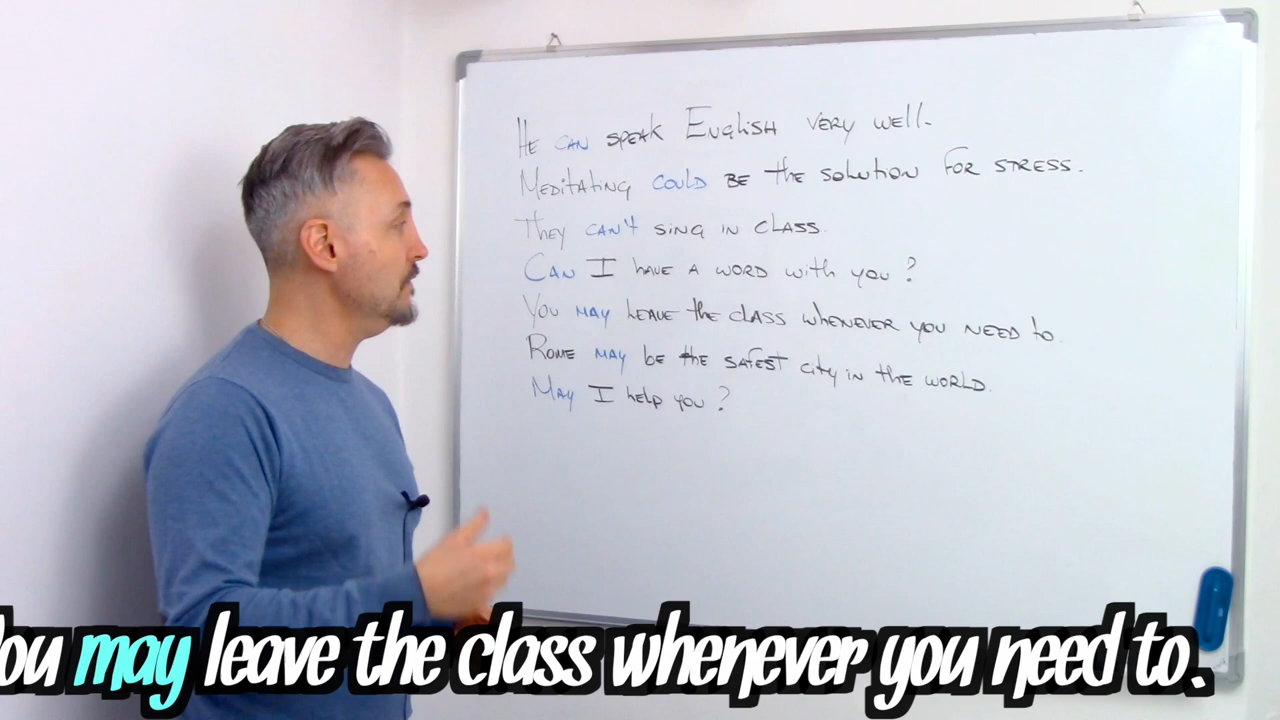 He can speak English very well.
Meditating could be the solution for stress.
They can't sing in class.
Can I have a word with you?
You may leave the class whenever you need to.
Rome may be the safest city in the world.
May I help you?
You may leave the class whenever you need to.